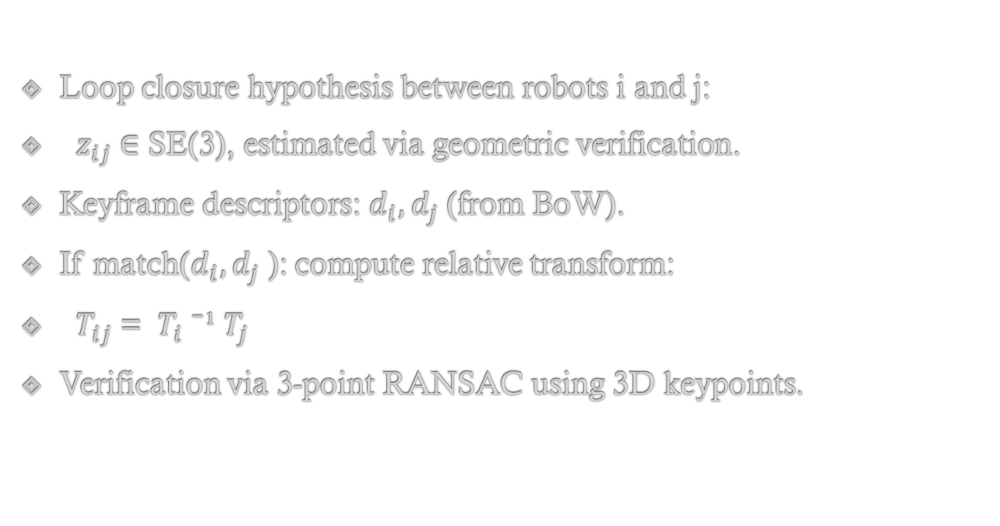 Loop closure hypothesis between robots i and j:
z_{ij} ∈ SE(3), estimated via geometric verification.
Keyframe descriptors: d_i, d_j (from BoW).
If match(d_i, d_j ): compute relative transform:
T_{ij} = T_i ⁻¹ T_j
Verification via 3-point RANSAC using 3D keypoints.